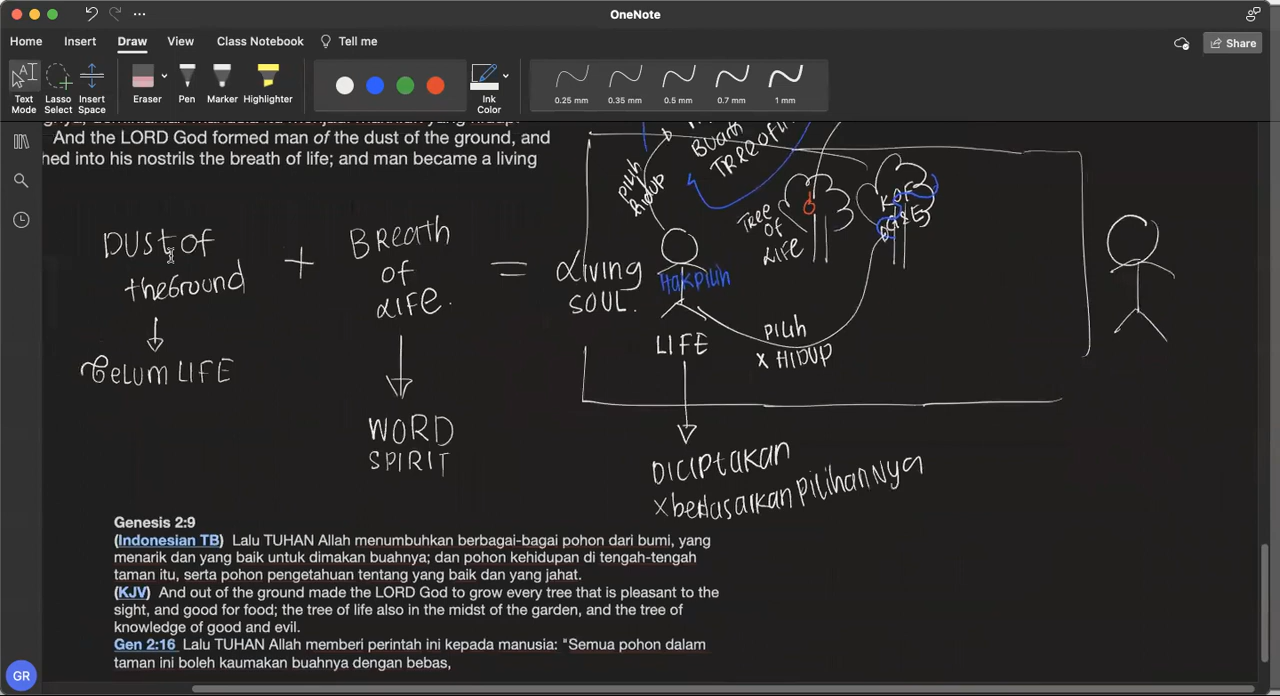 OneNote
Home Insert Draw View Class Notebook Tell me
Share
Text Mode
Lasso Select
Insert Space
Eraser
Pen
Marker
Highlighter
Ink Color
0.25 mm
0.35 mm
0.5 mm
0.7 mm
1 mm
And the LORD God formed man of the dust of the ground, and
hed into his nostrils the breath of life; and man became a living
DUST of
the Ground
+
Breath
of
LIFE.
=
Living
SOUL.
Belum LIFE
WORD
SPIRIT
pilih
Hidup
Buah
Tree of
Tree
of
Life
K OF
Hak pilih
LIFE
PILIH
x HIDUP
DICIPTAKAN
x berdasarkan pilihanNya
Genesis 2:9
(Indonesian TB) Lalu TUHAN Allah menumbuhkan berbagai-bagai pohon dari bumi, yang
menarik dan yang baik untuk dimakan buahnya; dan pohon kehidupan di tengah-tengah
taman itu, serta pohon pengetahuan tentang yang baik dan yang jahat.
(KJV) And out of the ground made the LORD God to grow every tree that is pleasant to the
sight, and good for food; the tree of life also in the midst of the garden, and the tree of
knowledge of good and evil.
Gen 2:16 Lalu TUHAN Allah memberi perintah ini kepada manusia: "Semua pohon dalam
taman ini boleh kaumakan buahnya dengan bebas,
GR